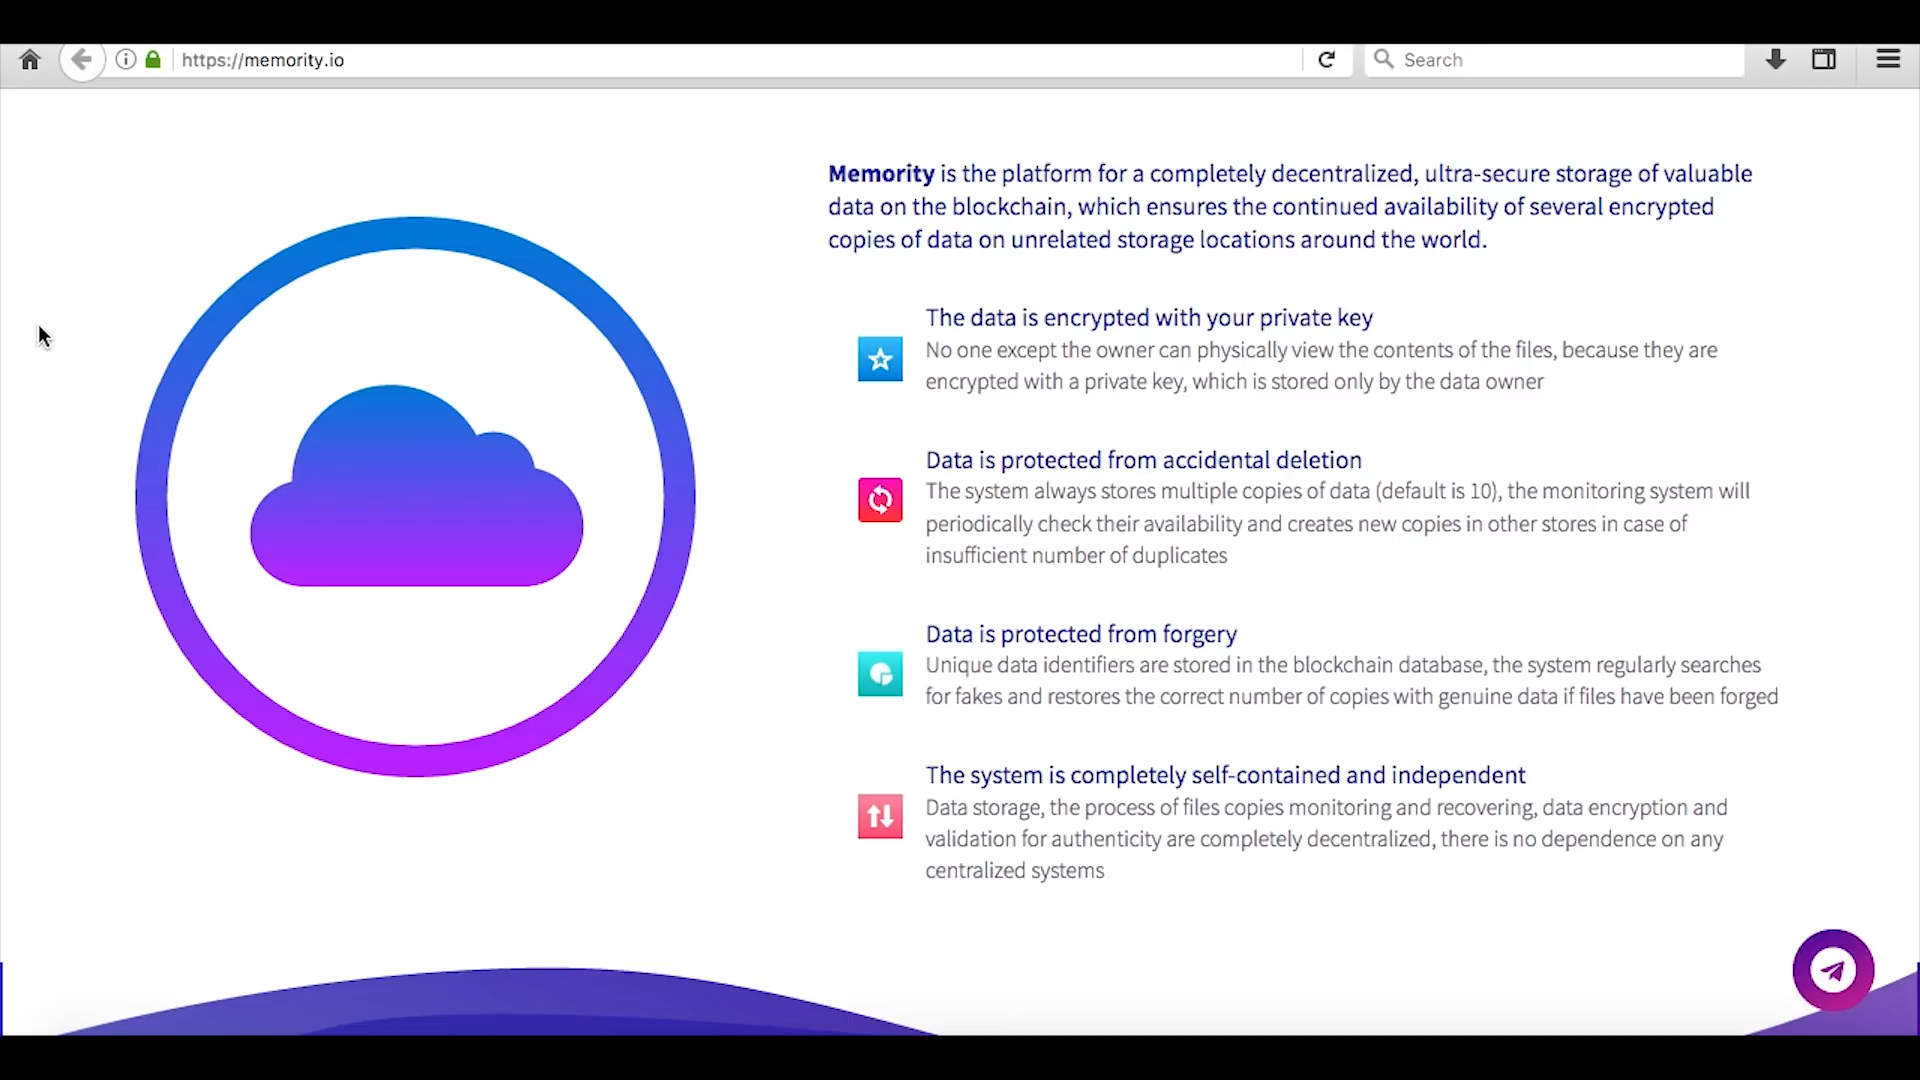 https://memority.io
Search
Memority is the platform for a completely decentralized, ultra-secure storage of valuable
data on the blockchain, which ensures the continued availability of several encrypted
copies of data on unrelated storage locations around the world.
The data is encrypted with your private key
No one except the owner can physically view the contents of the files, because they are
encrypted with a private key, which is stored only by the data owner
Data is protected from accidental deletion
The system always stores multiple copies of data (default is 10), the monitoring system will
periodically check their availability and creates new copies in other stores in case of
insufficient number of duplicates
Data is protected from forgery
Unique data identifiers are stored in the blockchain database, the system regularly searches
for fakes and restores the correct number of copies with genuine data if files have been forged
The system is completely self-contained and independent
Data storage, the process of files copies monitoring and recovering, data encryption and
validation for authenticity are completely decentralized, there is no dependence on any
centralized systems